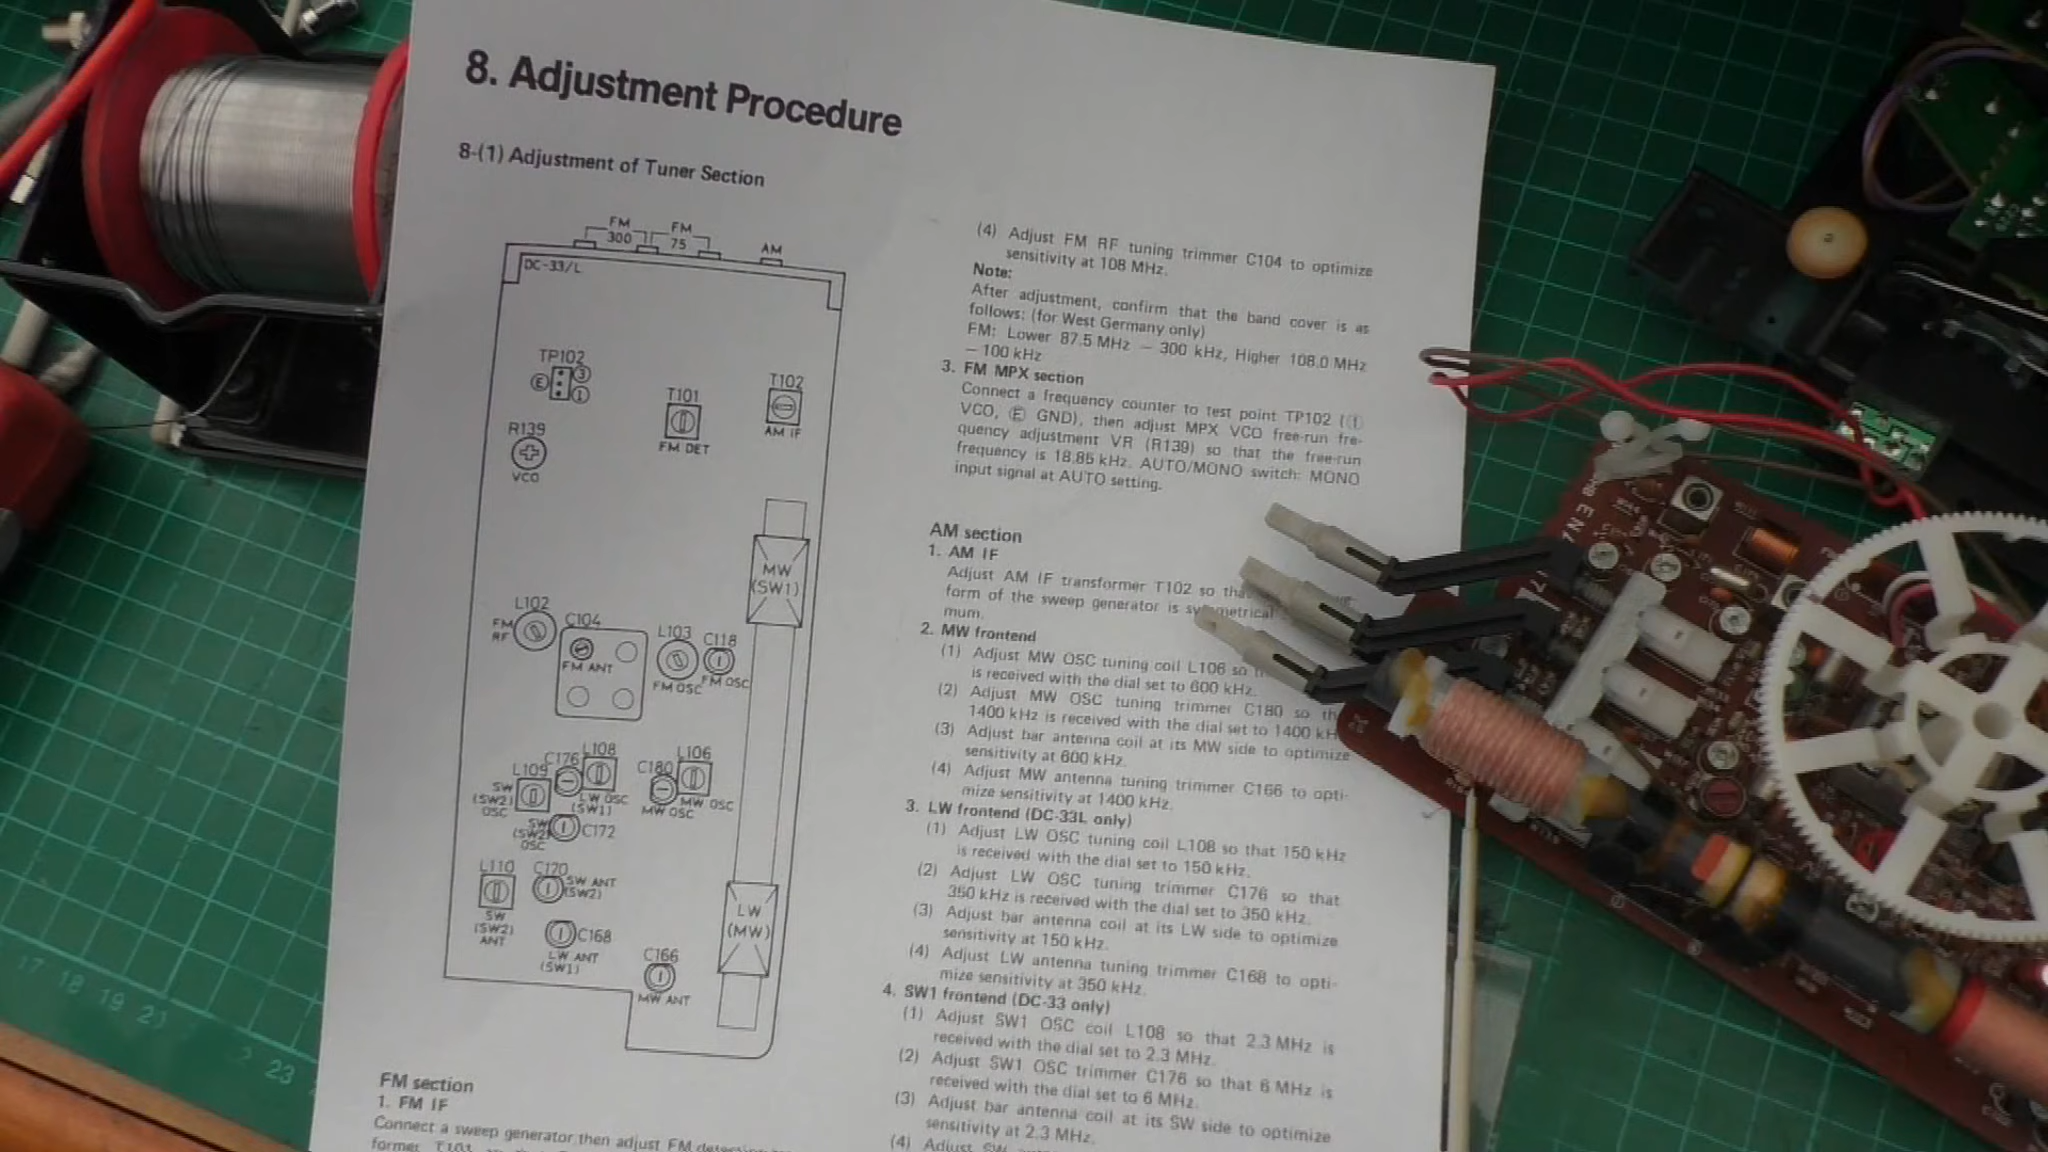 8. Adjustment Procedure
8-(1) Adjustment of Tuner Section
FM
300
FM
75
AM
DC-33/L
TP102
E
3
1
R139
VCO
T101
FM DET
T102
AM IF
MW
(SW1)
L102
FM
RF
C104
FM ANT
L103
FM OSC
C118
FM OSC
L109
SW
(SW2)
OSC
C176
L108
LW OSC
(SW1)
C180
MW OSC
L106
MW OSC
SW
(SW2)
OSC
C172
L110
SW
(SW2)
ANT
C170
SW ANT
(SW2)
C168
LW ANT
(SW1)
C166
MW ANT
LW
(MW)
FM section
1. FM IF
Connect a sweep generator then adjust FM
former T101
(4) Adjust FM RF tuning trimmer C104 to optimize
sensitivity at 108 MHz.
Note:
After adjustment, confirm that the band cover is as
follows: (for West Germany only)
FM: Lower 87.5 MHz – 300 kHz, Higher 108.0 MHz
– 100 kHz
3. FM MPX section
Connect a frequency counter to test point TP102 (①
VCO, Ⓔ GND), then adjust MPX VCO free-run fre-
quency adjustment VR (R139) so that the free-run
frequency is 18.85 kHz. AUTO/MONO switch: MONO
input signal at AUTO setting.
AM section
1. AM IF
Adjust AM IF transformer T102 so
form of the sweep generator is symmetrical
mum.
2. MW frontend
(1) Adjust MW OSC tuning coil L106 so
is received with the dial set to 600 kHz.
(2) Adjust MW OSC tuning trimmer C180 so
1400 kHz is received with the dial set to 1400
(3) Adjust bar antenna coil at its MW side to optimize
sensitivity at 600 kHz.
(4) Adjust MW antenna tuning trimmer C166 to opti-
mize sensitivity at 1400 kHz.
3. LW frontend (DC-33L only)
(1) Adjust LW OSC tuning coil L108 so that 150 kHz
is received with the dial set to 150 kHz.
(2) Adjust LW OSC tuning trimmer C176 so that
350 kHz is received with the dial set to 350 kHz.
(3) Adjust bar antenna coil at its LW side to optimize
sensitivity at 150 kHz.
(4) Adjust LW antenna tuning trimmer C168 to opti-
mize sensitivity at 350 kHz.
4. SW1 frontend (DC-33 only)
(1) Adjust SW1 OSC coil L108 so that 2.3 MHz is
received with the dial set to 2.3 MHz.
(2) Adjust SW1 OSC trimmer C176 so that 6 MHz is
received with the dial set to 6 MHz.
(3) Adjust bar antenna coil at its SW side to optimize
sensitivity at 2.3 MHz.
(4) Adjust SW
17 18 19 2
2 23